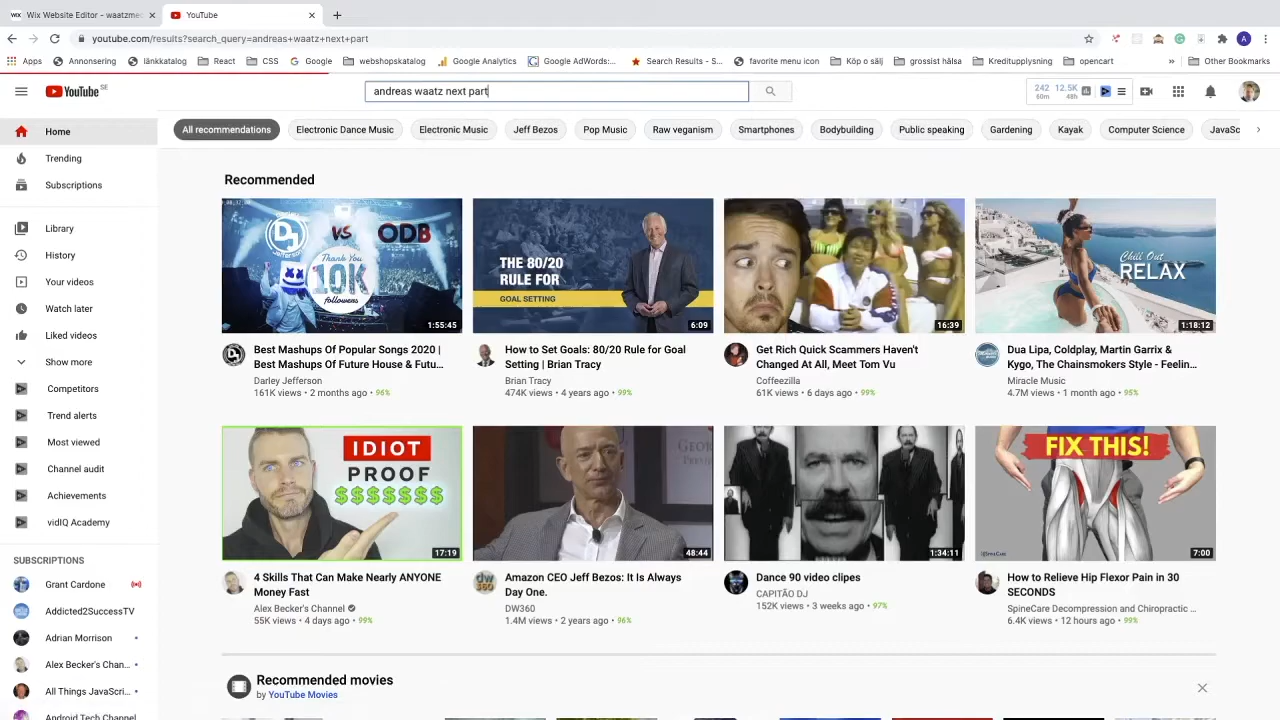 Wix Website Editor - waatzmed
YouTube
youtube.com/results?search_query=andreas+waatz+next+part
Apps
Annonsering
länkkatalog
React
CSS
Google
webshopskatalog
Google Analytics
Google AdWords:...
Search Results - S...
favorite menu icon
Köp o sälj
grossist hälsa
Kreditupplysning
opencart
»
Other Bookmarks
YouTube SE
andreas waatz next part
242 12.5K
60m 48h
All recommendations
Electronic Dance Music
Electronic Music
Jeff Bezos
Pop Music
Raw veganism
Smartphones
Bodybuilding
Public speaking
Gardening
Kayak
Computer Science
JavaSc
Home
Trending
Subscriptions
Library
History
Your videos
Watch later
Liked videos
Show more
Competitors
Trend alerts
Most viewed
Channel audit
Achievements
vidIQ Academy
SUBSCRIPTIONS
Grant Cardone
Addicted2SuccessTV
Adrian Morrison
Alex Becker's Chan...
All Things JavaScri...
Android Tech Channel
Recommended
DJ VS ODB
Thank You
10K
followers
1:55:45
Best Mashups Of Popular Songs 2020 |
Best Mashups Of Future House & Futu...
Darley Jefferson
161K views • 2 months ago • 96%
THE 80/20
RULE FOR
GOAL SETTING
6:09
How to Set Goals: 80/20 Rule for Goal
Setting | Brian Tracy
Brian Tracy
474K views • 4 years ago • 99%
16:39
Get Rich Quick Scammers Haven't
Changed At All, Meet Tom Vu
Coffeezilla
61K views • 6 days ago • 99%
Chill Out
RELAX
1:18:12
Dua Lipa, Coldplay, Martin Garrix &
Kygo, The Chainsmokers Style - Feelin...
Miracle Music
4.7M views • 1 month ago • 95%
IDIOT
PROOF
$$$$$$$
17:19
4 Skills That Can Make Nearly ANYONE
Money Fast
Alex Becker's Channel
55K views • 4 days ago • 99%
48:44
Amazon CEO Jeff Bezos: It Is Always
Day One.
DW360
1.4M views • 2 years ago • 96%
1:34:11
Dance 90 video clipes
CAPITÃO DJ
152K views • 3 weeks ago • 97%
FIX THIS!
7:00
How to Relieve Hip Flexor Pain in 30
SECONDS
SpineCare Decompression and Chiropractic ...
6.4K views • 12 hours ago • 99%
Recommended movies
by YouTube Movies